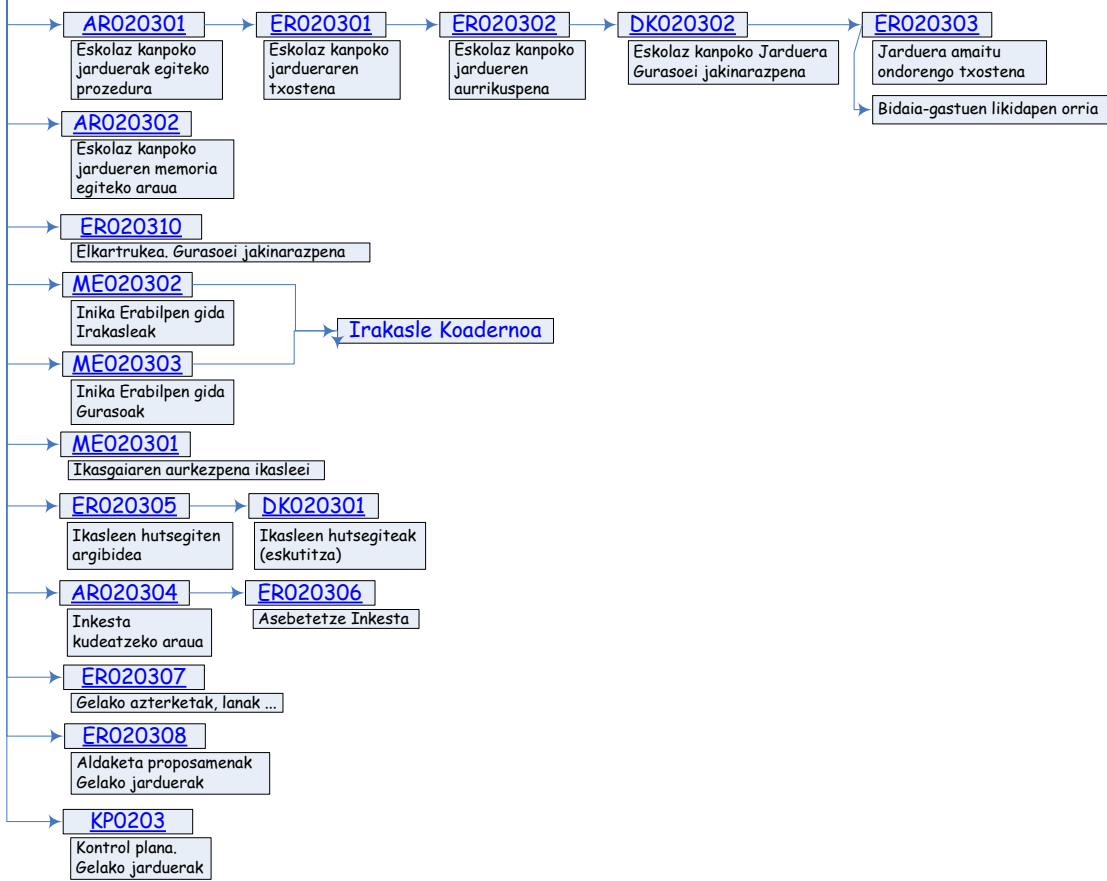 AR020301
Eskolaz kanpoko
jarduerak egiteko
prozedura
ER020301
Eskolaz kanpoko
jardueraren
txostena
ER020302
Eskolaz kanpoko
jardueren
aurrikuspena
DK020302
Eskolaz kanpoko Jarduera
Gurasoei jakinarazpena
ER020303
Jarduera amaitu
ondorengo txostena
Bidaia-gastuen likidapen orria
AR020302
Eskolaz kanpoko
jardueren memoria
egiteko araua
ER020310
Elkartrukea. Gurasoei jakinarazpena
ME020302
Inika Erabilpen gida
Irakasleak
Irakasle Koadernoa
ME020303
Inika Erabilpen gida
Gurasoak
ME020301
Ikasgaiaren aurkezpena ikasleei
ER020305
Ikasleen hutsegiten
argibidea
DK020301
Ikasleen hutsegiteak
(eskutitza)
AR020304
Inkesta
kudeatzeko araua
ER020306
Asebetetze Inkesta
ER020307
Gelako azterketak, lanak ...
ER020308
Aldaketa proposamenak
Gelako jarduerak
KP0203
Kontrol plana.
Gelako jarduerak